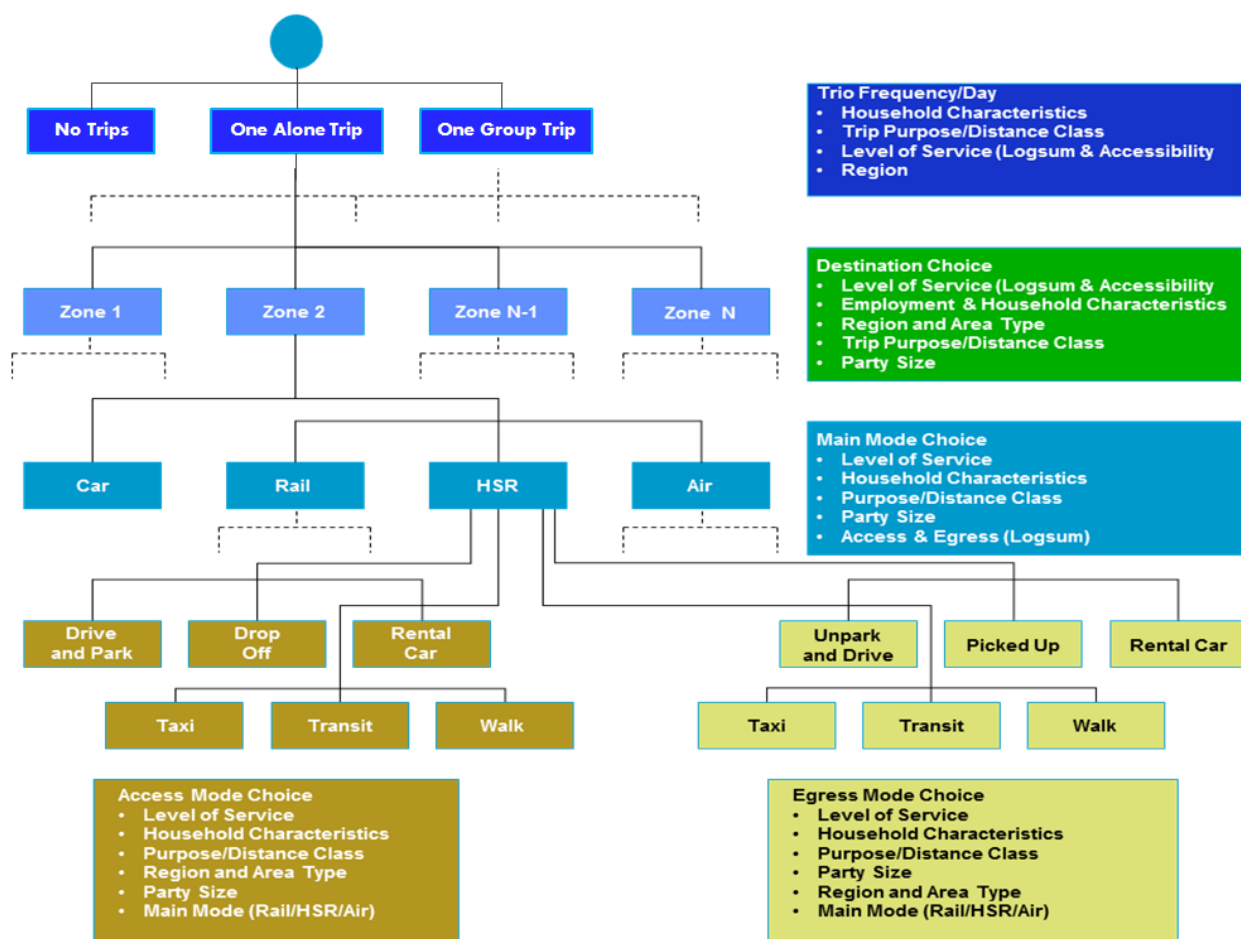 No Trips
One Alone Trip
One Group Trip
Trio Frequency/Day
• Household Characteristics
• Trip Purpose/Distance Class
• Level of Service (Logsum & Accessibility
• Region
Zone 1
Zone 2
Zone N-1
Zone N
Destination Choice
• Level of Service (Logsum & Accessibility
• Employment & Household Characteristics
• Region and Area Type
• Trip Purpose/Distance Class
• Party Size
Car
Rail
HSR
Air
Main Mode Choice
• Level of Service
• Household Characteristics
• Purpose/Distance Class
• Party Size
• Access & Egress (Logsum)
Drive
and Park
Drop
Off
Rental
Car
Unpark
and Drive
Picked Up
Rental Car
Taxi
Transit
Walk
Taxi
Transit
Walk
Access Mode Choice
• Level of Service
• Household Characteristics
• Purpose/Distance Class
• Region and Area Type
• Party Size
• Main Mode (Rail/HSR/Air)
Egress Mode Choice
• Level of Service
• Household Characteristics
• Purpose/Distance Class
• Party Size
• Region and Area Type
• Main Mode (Rail/HSR/Air)